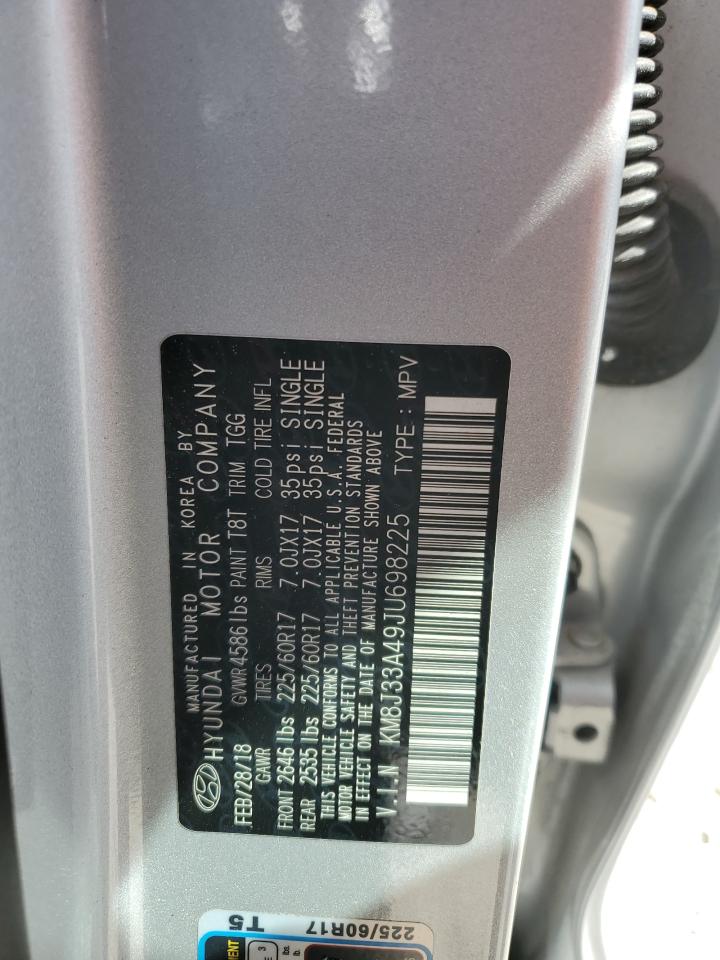 MANUFACTURED IN KOREA BY
HYUNDAI MOTOR COMPANY
FEB/28/18 GVWR 4586 lbs PAINT T8T TRIM TGG
GAWR TIRES RIMS COLD TIRE INFL
FRONT 2646 lbs 225/60R17 7.0JX17 35psi SINGLE
REAR 2535 lbs 225/60R17 7.0JX17 35psi SINGLE
THIS VEHICLE CONFORMS TO ALL APPLICABLE U.S.A. FEDERAL
MOTOR VEHICLE SAFETY AND THEFT PREVENTION STANDARDS
IN EFFECT ON THE DATE OF MANUFACTURE SHOWN ABOVE
V.I.N. KM8J33A49JU698225 TYPE: MPV
225/60R17
T5
3
lbs.
lb.